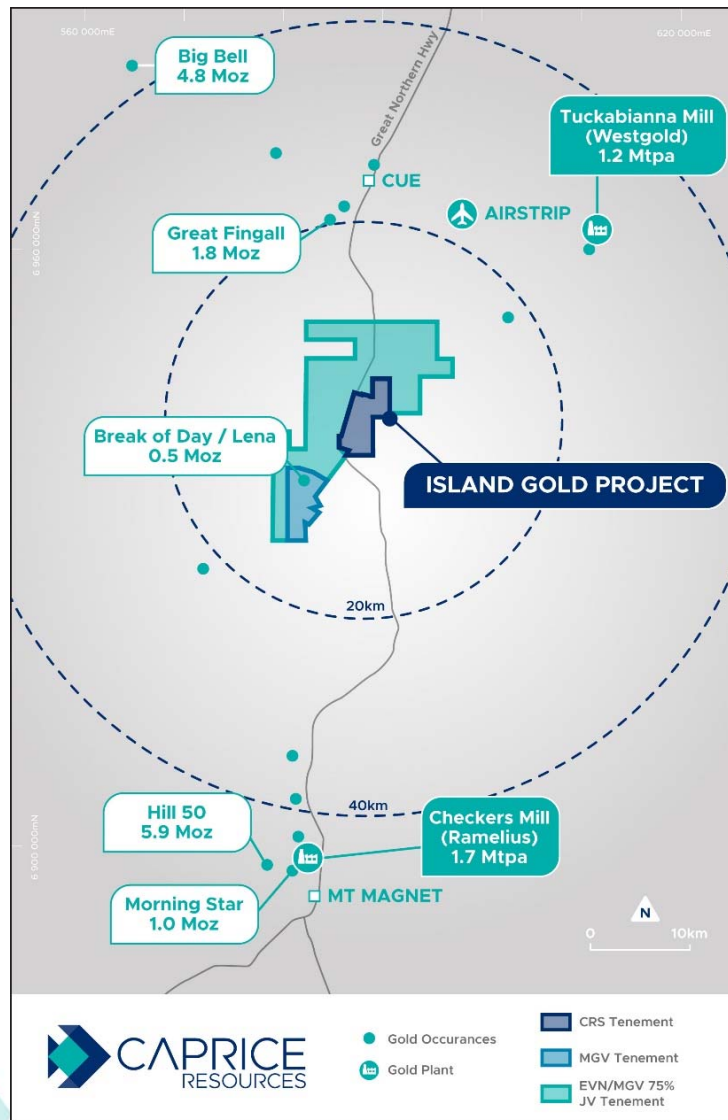 560 000mE
620 000mE
Big Bell
4.8 Moz
Great Northern Hwy
Tuckabianna Mill
(Westgold)
1.2 Mtpa
CUE
AIRSTRIP
Great Fingall
1.8 Moz
6 960 000mN
Break of Day / Lena
0.5 Moz
ISLAND GOLD PROJECT
20km
40km
Hill 50
5.9 Moz
Checkers Mill
(Ramelius)
1.7 Mtpa
6 900 000mN
Morning Star
1.0 Moz
MT MAGNET
N
0
10km
CAPRICE
RESOURCES
Gold Occurances
Gold Plant
CRS Tenement
MGV Tenement
EVN/MGV 75%
JV Tenement